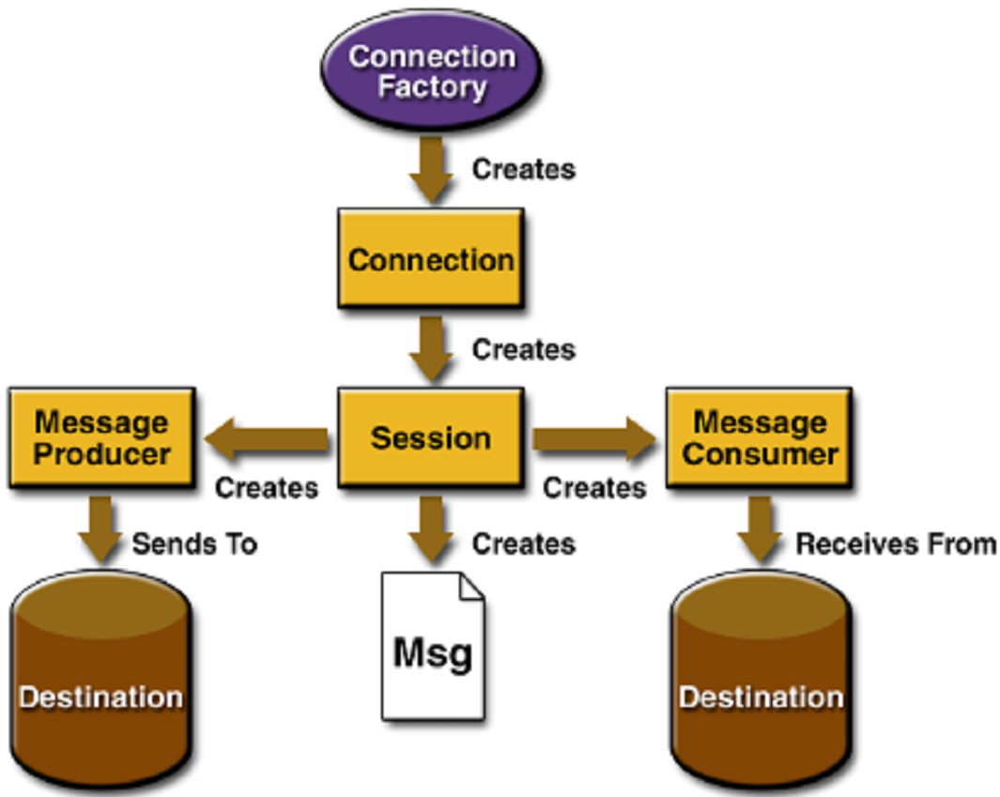 Connection
Factory
Creates
Connection
Creates
Message
Producer
Session
Message
Consumer
Creates
Creates
Sends To
Creates
Receives From
Msg
Destination
Destination